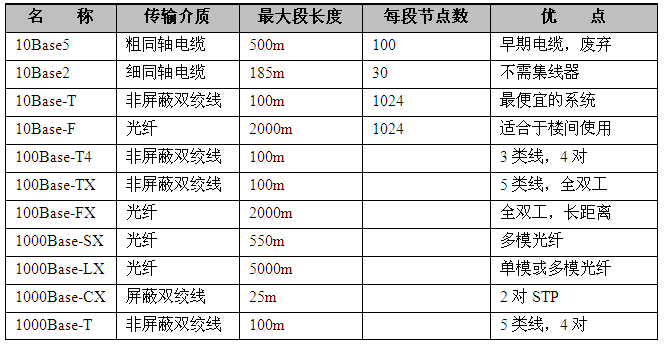 名 称 传输介质 最大段长度 每段节点数 优 点
10Base5 粗同轴电缆 500m 100 早期电缆，废弃
10Base2 细同轴电缆 185m 30 不需集线器
10Base-T 非屏蔽双绞线 100m 1024 最便宜的系统
10Base-F 光纤 2000m 1024 适合于楼间使用
100Base-T4 非屏蔽双绞线 100m 3类线，4对
100Base-TX 非屏蔽双绞线 100m 5类线，全双工
100Base-FX 光纤 2000m 全双工，长距离
1000Base-SX 光纤 550m 多模光纤
1000Base-LX 光纤 5000m 单模或多模光纤
1000Base-CX 屏蔽双绞线 25m 2对STP
1000Base-T 非屏蔽双绞线 100m 5类线，4对